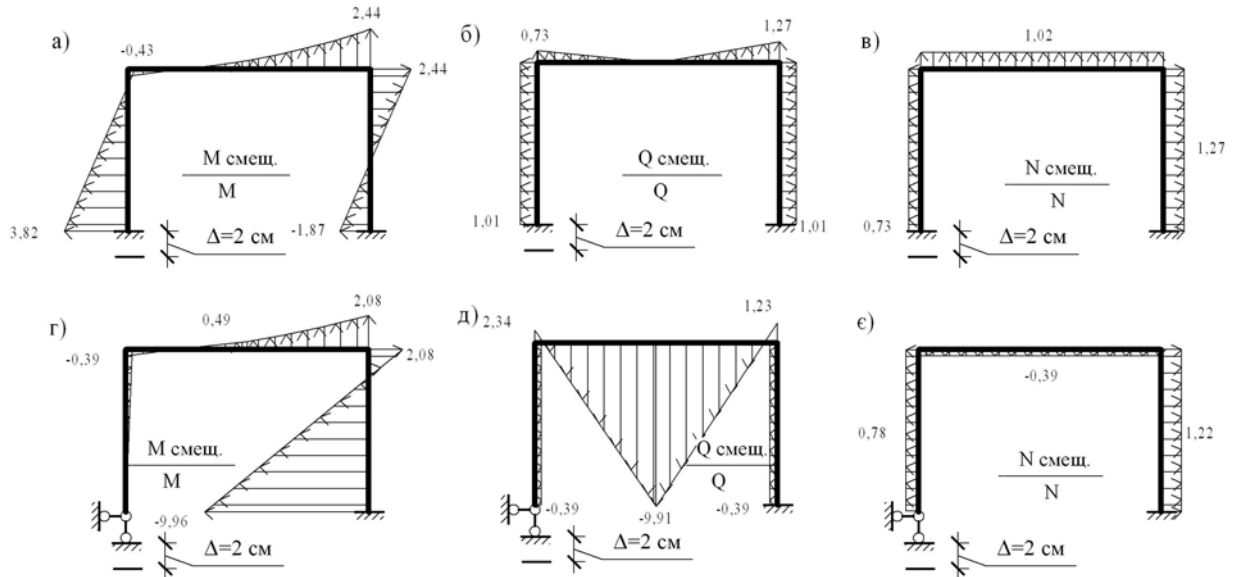 а)
-0,43
2,44
2,44
М смещ.
М
3,82
-1,87
Δ=2 см
б)
0,73
1,27
Q смещ.
Q
1,01
1,01
Δ=2 см
в)
1,02
1,27
N смещ.
N
0,73
Δ=2 см
г)
0,49
2,08
-0,39
2,08
М смещ.
М
-9,96
Δ=2 см
д)
2,34
1,23
Q смещ.
Q
-0,39
-9,91
-0,39
Δ=2 см
є)
-0,39
0,78
1,22
N смещ.
N
Δ=2 см